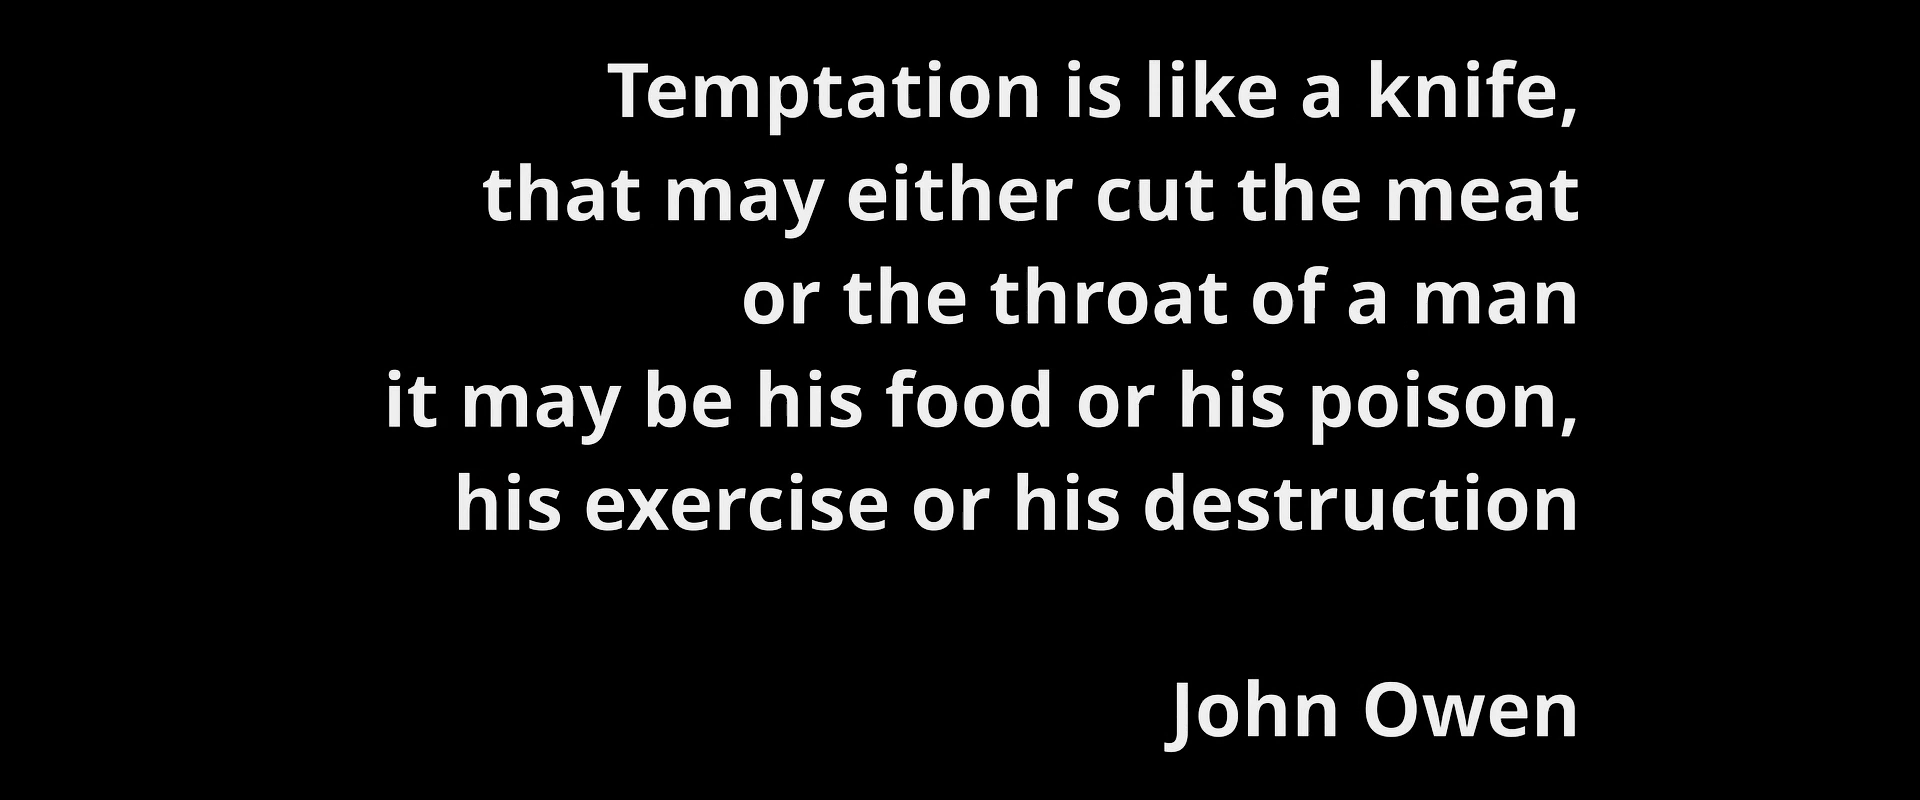 Temptation is like a knife,
that may either cut the meat
or the throat of a man
it may be his food or his poison,
his exercise or his destruction
John Owen